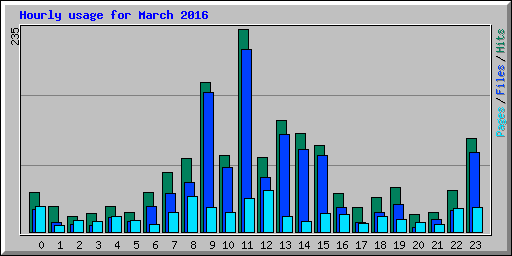 Hourly usage for March 2016
235
Pages/Files/Hits
0 1 2 3 4 5 6 7 8 9 10 11 12 13 14 15 16 17 18 19 20 21 22 23